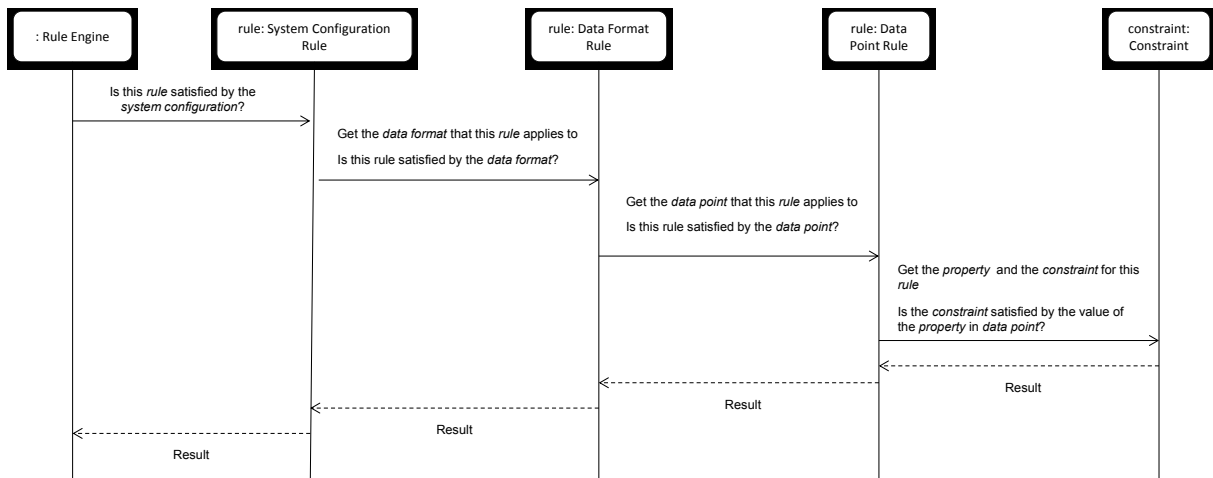 : Rule Engine
rule: System Configuration
Rule
rule: Data Format
Rule
rule: Data
Point Rule
constraint:
Constraint
Is this rule satisfied by the
system configuration?
Get the data format that this rule applies to
Is this rule satisfied by the data format?
Get the data point that this rule applies to
Is this rule satisfied by the data point?
Get the property and the constraint for this
rule
Is the constraint satisfied by the value of
the property in data point?
Result
Result
Result
Result